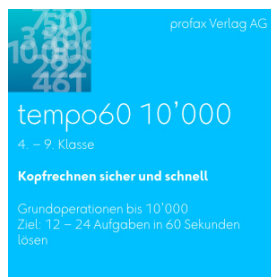 profax Verlag AG
tempo60 10’000
4. – 9. Klasse
Kopfrechnen sicher und schnell
Grundoperationen bis 10’000
Ziel: 12 – 24 Aufgaben in 60 Sekunden
lösen